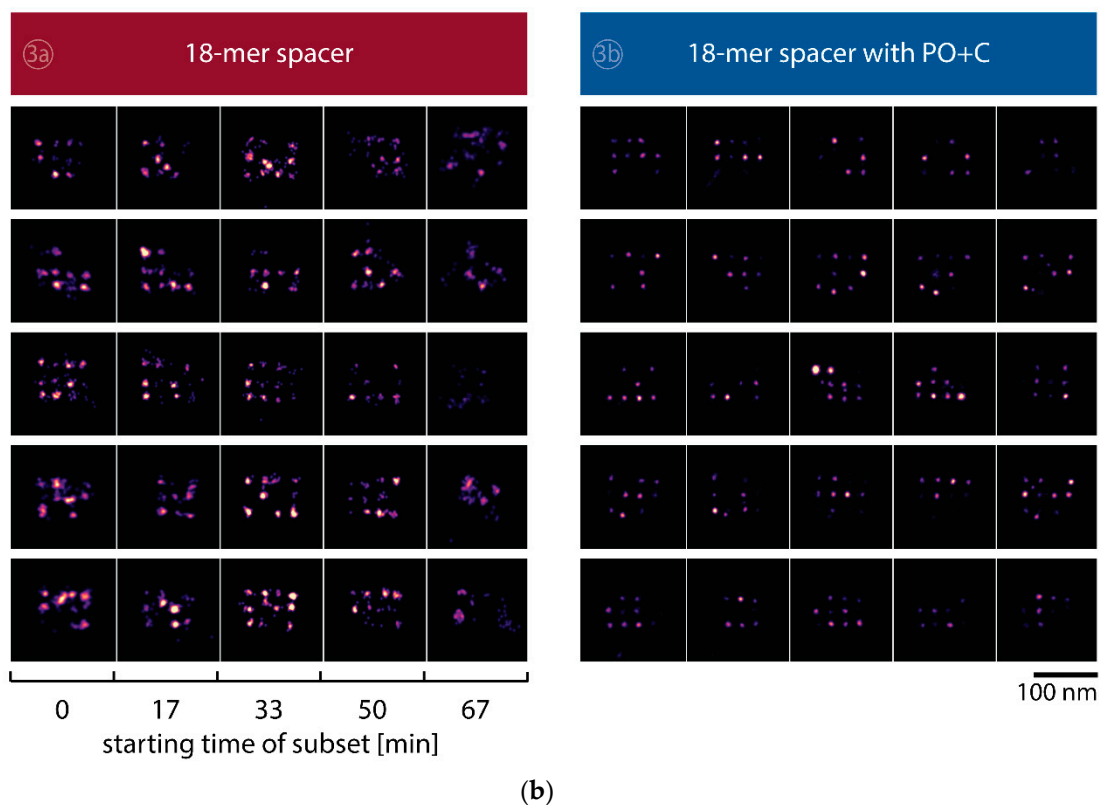 3a 18-mer spacer
3b 18-mer spacer with PO+C
0 17 33 50 67
starting time of subset [min]
100 nm
(b)